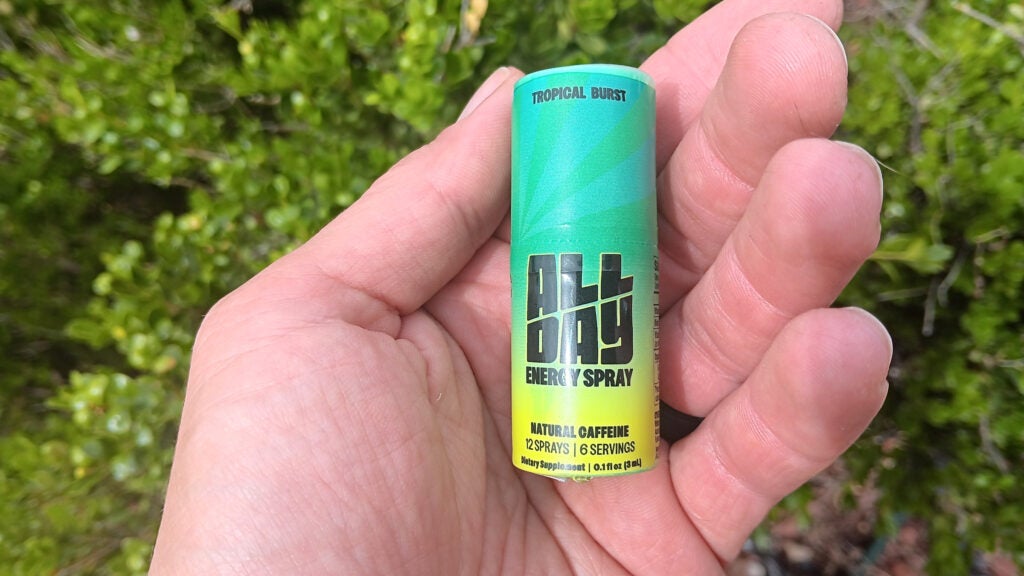 TROPICAL BURST
ALL
DAY
ENERGY SPRAY
NATURAL CAFFEINE
12 SPRAYS | 6 SERVINGS
Dietary Supplement | 0.1 fl oz (3 mL)